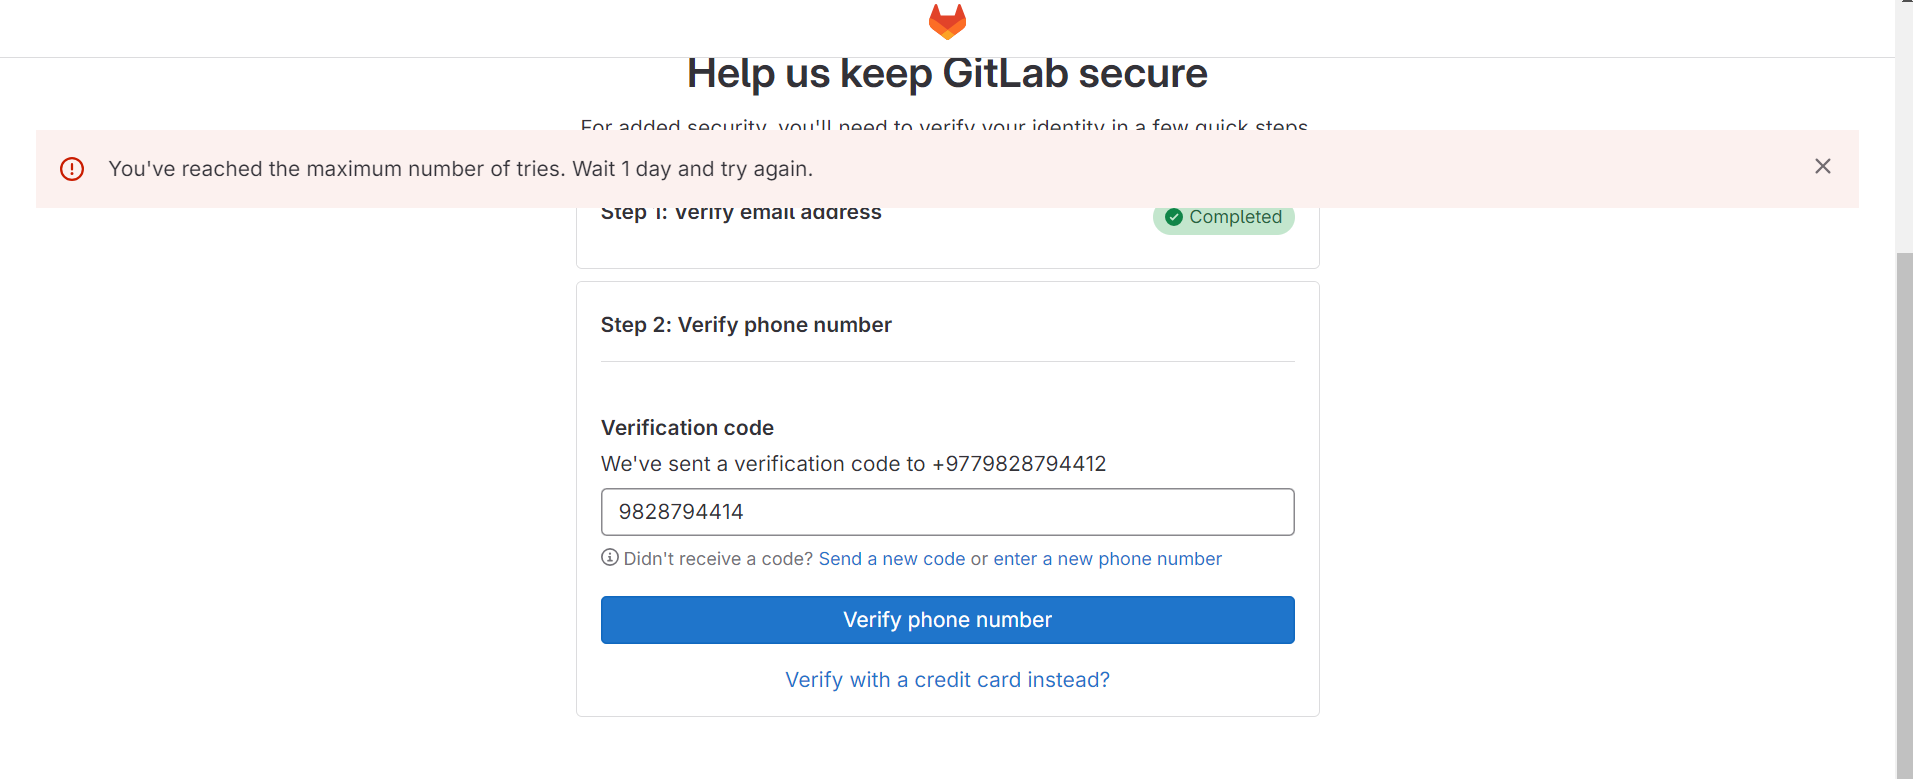 Help us keep GitLab secure
For added security, you'll need to verify your identity in a few quick steps
You've reached the maximum number of tries. Wait 1 day and try again.
Step 1: Verify email address
Completed
Step 2: Verify phone number
Verification code
We've sent a verification code to +9779828794412
9828794414
Didn't receive a code? Send a new code or enter a new phone number
Verify phone number
Verify with a credit card instead?